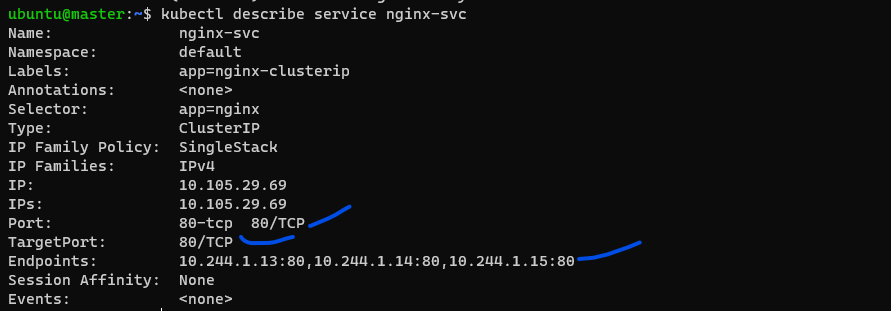 ubuntu@master:~$ kubectl describe service nginx-svc
Name: nginx-svc
Namespace: default
Labels: app=nginx-clusterip
Annotations: <none>
Selector: app=nginx
Type: ClusterIP
IP Family Policy: SingleStack
IP Families: IPv4
IP: 10.105.29.69
IPs: 10.105.29.69
Port: 80-tcp 80/TCP
TargetPort: 80/TCP
Endpoints: 10.244.1.13:80,10.244.1.14:80,10.244.1.15:80
Session Affinity: None
Events: <none>